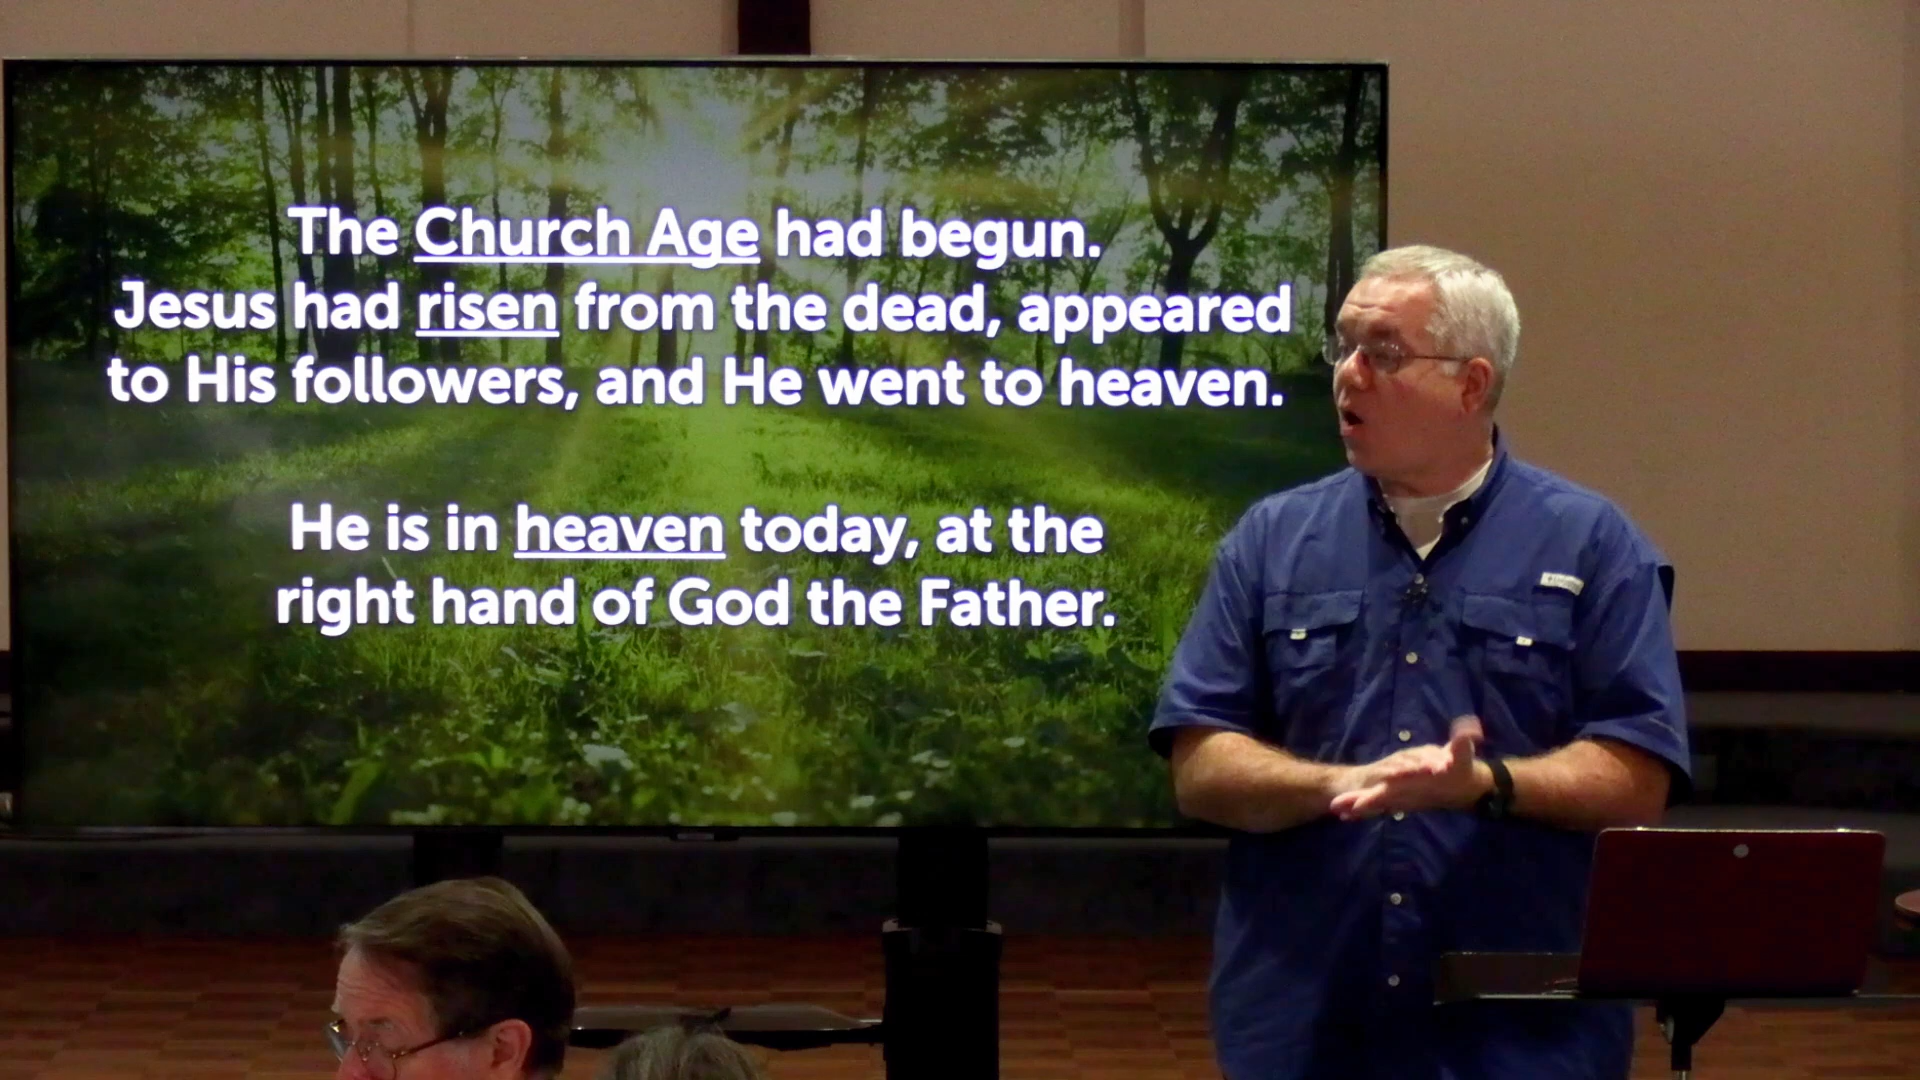 The Church Age had begun.
Jesus had risen from the dead, appeared
to His followers, and He went to heaven.
He is in heaven today, at the
right hand of God the Father.